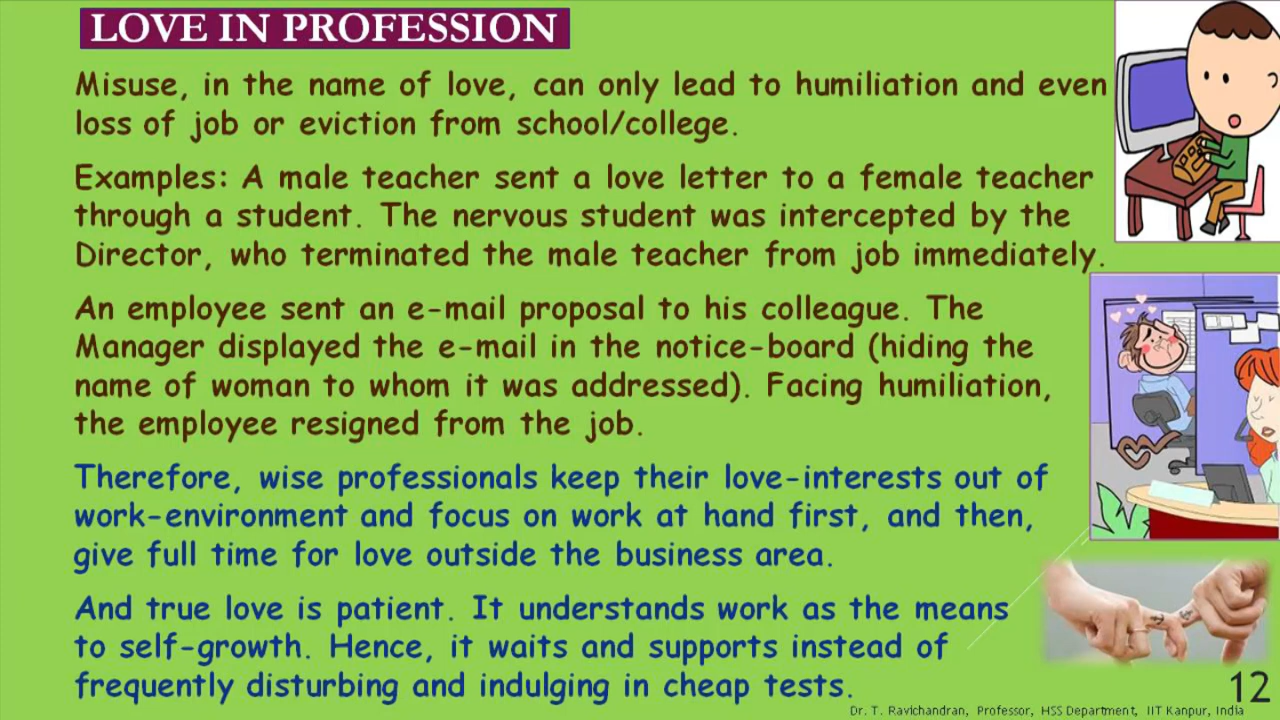 LOVE IN PROFESSION
Misuse, in the name of love, can only lead to humiliation and even
loss of job or eviction from school/college.
Examples: A male teacher sent a love letter to a female teacher
through a student. The nervous student was intercepted by the
Director, who terminated the male teacher from job immediately.
An employee sent an e-mail proposal to his colleague. The
Manager displayed the e-mail in the notice-board (hiding the
name of woman to whom it was addressed). Facing humiliation,
the employee resigned from the job.
Therefore, wise professionals keep their love-interests out of
work-environment and focus on work at hand first, and then,
give full time for love outside the business area.
And true love is patient. It understands work as the means
to self-growth. Hence, it waits and supports instead of
frequently disturbing and indulging in cheap tests.
12
Dr. T. Ravichandran, Professor, HSS Department, IIT Kanpur, India